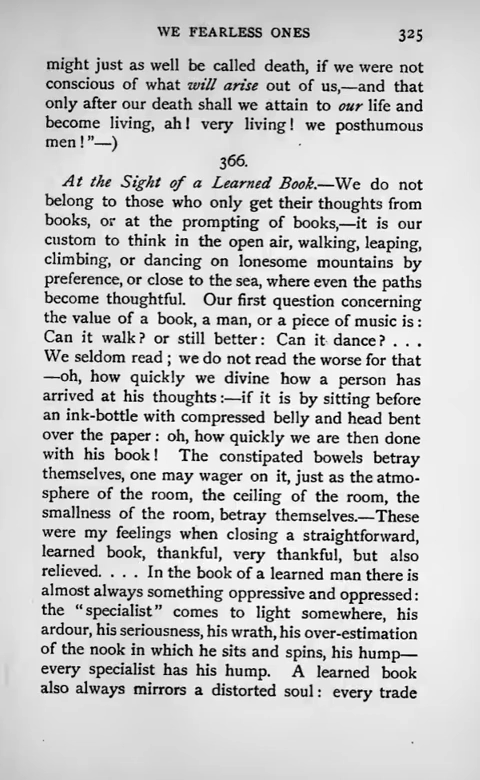 WE FEARLESS ONES 325
might just as well be called death, if we were not
conscious of what will arise out of us,—and that
only after our death shall we attain to our life and
become living, ah! very living! we posthumous
men!”—)
366.
At the Sight of a Learned Book.—We do not
belong to those who only get their thoughts from
books, or at the prompting of books,—it is our
custom to think in the open air, walking, leaping,
climbing, or dancing on lonesome mountains by
preference, or close to the sea, where even the paths
become thoughtful. Our first question concerning
the value of a book, a man, or a piece of music is:
Can it walk? or still better: Can it dance? . . .
We seldom read; we do not read the worse for that
—oh, how quickly we divine how a person has
arrived at his thoughts:—if it is by sitting before
an ink-bottle with compressed belly and head bent
over the paper: oh, how quickly we are then done
with his book! The constipated bowels betray
themselves, one may wager on it, just as the atmo-
sphere of the room, the ceiling of the room, the
smallness of the room, betray themselves.—These
were my feelings when closing a straightforward,
learned book, thankful, very thankful, but also
relieved. . . . In the book of a learned man there is
almost always something oppressive and oppressed:
the “specialist” comes to light somewhere, his
ardour, his seriousness, his wrath, his over-estimation
of the nook in which he sits and spins, his hump—
every specialist has his hump. A learned book
also always mirrors a distorted soul: every trade